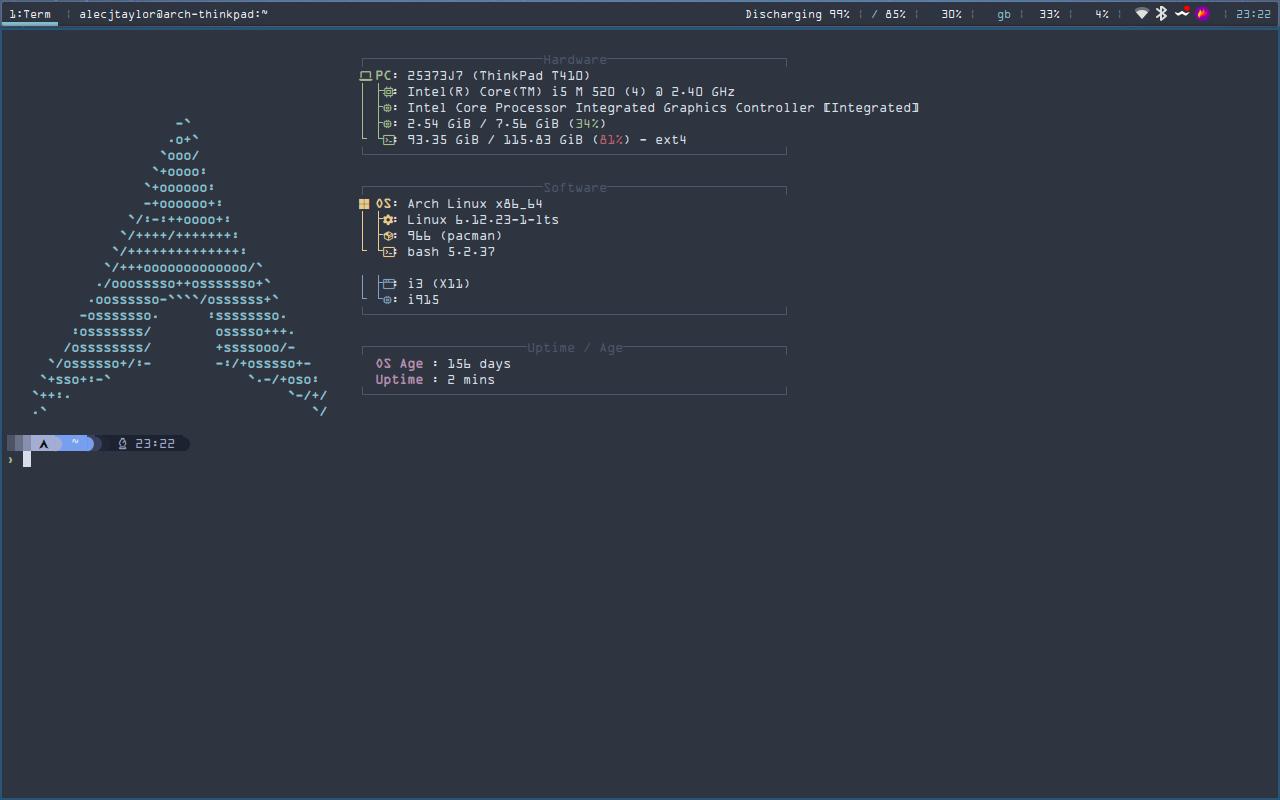 1:Term ¦ alecjtaylor@arch-thinkpad:~ Discharging 99% ¦ / 85% ¦ 30% ¦ gb ¦ 33% ¦ 4% ¦ ¦ 23:22
Hardware
PC: 25373J7 (ThinkPad T410)
: Intel(R) Core(TM) i5 M 520 (4) @ 2.40 GHz
: Intel Core Processor Integrated Graphics Controller [Integrated]
: 2.54 GiB / 7.56 GiB (34%)
: 93.35 GiB / 115.83 GiB (81%) - ext4
Software
OS: Arch Linux x86_64
: Linux 6.12.23-1-lts
: 966 (pacman)
: bash 5.2.37
: i3 (X11)
: i915
Uptime / Age
OS Age : 156 days
Uptime : 2 mins
-`
.o+`
`ooo/
`+oooo:
`+oooooo:
-+oooooo+:
`/:-:++oooo+:
`/++++/+++++++:
`/++++++++++++++:
`/+++ooooooooooooo/`
./ooosssso++osssssso+`
.oossssso-````/ossssss+`
-osssssso. :ssssssso.
:osssssss/ osssso+++.
/ossssssss/ +ssssooo/-
`/ossssso+/:- -:/+osssso+-
`+sso+:-` `.-/+oso:
`++:. `-/+/
.` `/
~ 23:22
›